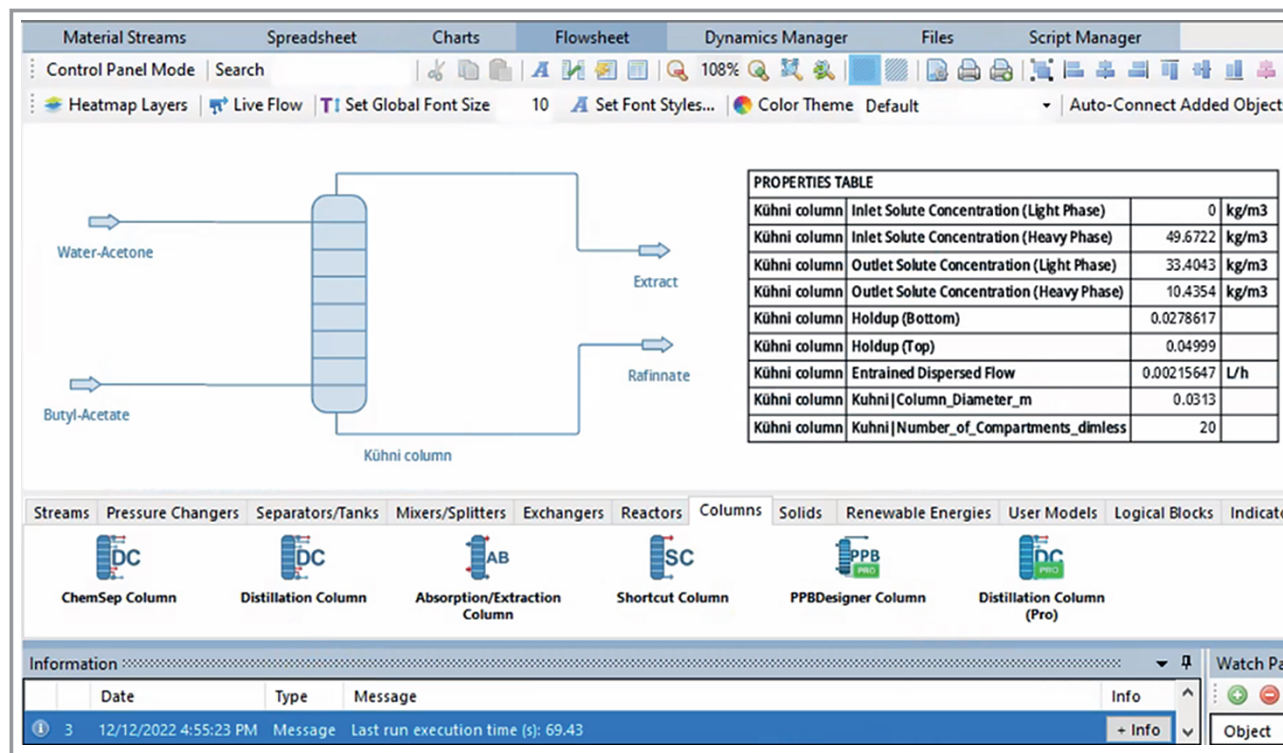 Material Streams Spreadsheet Charts Flowsheet Dynamics Manager Files Script Manager
Control Panel Mode Search 108%
Heatmap Layers Live Flow Set Global Font Size 10 Set Font Styles... Color Theme Default Auto-Connect Added Object
Water-Acetone
Butyl-Acetate
Extract
Rafinnate
Kühni column
PROPERTIES TABLE
Kühni column Inlet Solute Concentration (Light Phase) 0 kg/m3
Kühni column Inlet Solute Concentration (Heavy Phase) 49.6722 kg/m3
Kühni column Outlet Solute Concentration (Light Phase) 33.4043 kg/m3
Kühni column Outlet Solute Concentration (Heavy Phase) 10.4354 kg/m3
Kühni column Holdup (Bottom) 0.0278617
Kühni column Holdup (Top) 0.04999
Kühni column Entrained Dispersed Flow 0.00215647 L/h
Kühni column Kuhni|Column_Diameter_m 0.0313
Kühni column Kuhni|Number_of_Compartments_dimless 20
Streams Pressure Changers Separators/Tanks Mixers/Splitters Exchangers Reactors Columns Solids Renewable Energies User Models Logical Blocks Indicato
DC DC AB SC PPB PRO DC PRO
ChemSep Column Distillation Column Absorption/Extraction Column Shortcut Column PPBDesigner Column Distillation Column (Pro)
Information Watch Pa
Date Type Message Info
3 12/12/2022 4:55:23 PM Message Last run execution time (s): 69.43 + Info Object